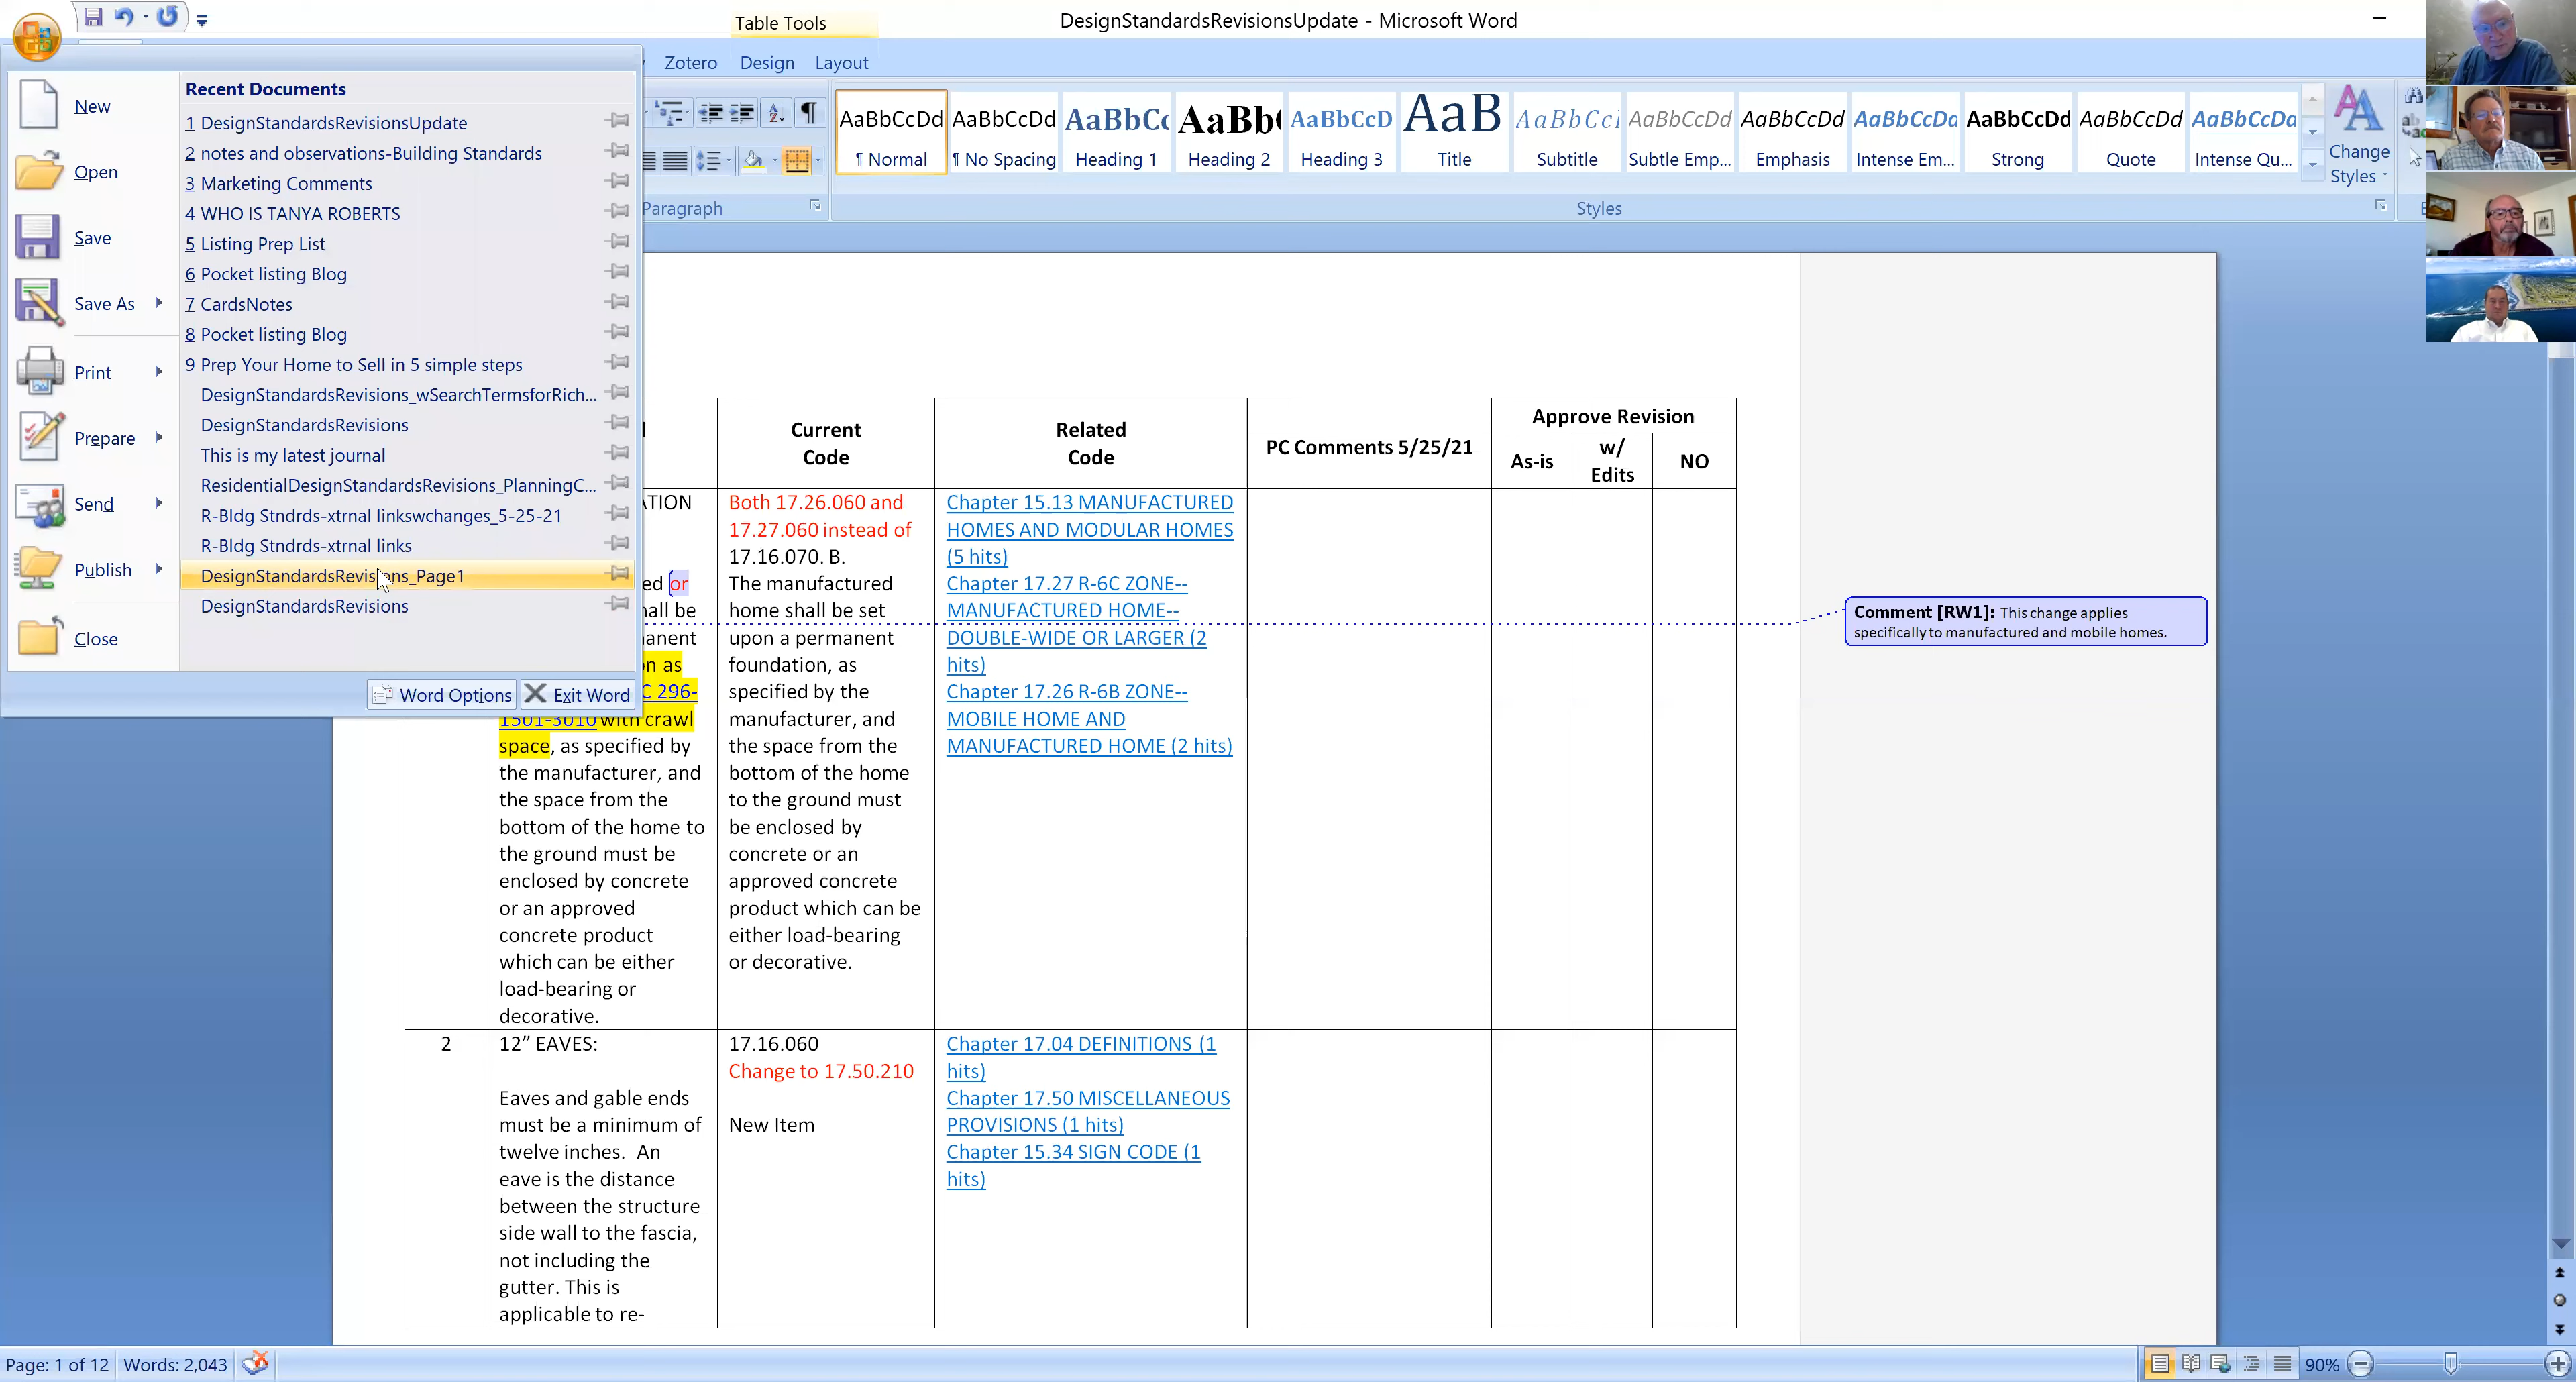 Table Tools
DesignStandardsRevisionsUpdate - Microsoft Word
Zotero
Design
Layout
New
Open
Save
Save As
Print
Prepare
Send
Publish
Close
Recent Documents
1 DesignStandardsRevisionsUpdate
2 notes and observations-Building Standards
3 Marketing Comments
4 WHO IS TANYA ROBERTS
5 Listing Prep List
6 Pocket listing Blog
7 CardsNotes
8 Pocket listing Blog
9 Prep Your Home to Sell in 5 simple steps
DesignStandardsRevisions_wSearchTermsforRich...
DesignStandardsRevisions
This is my latest journal
ResidentialDesignStandardsRevisions_PlanningC...
R-Bldg Stndrds-xtrnal linkswchanges_5-25-21
R-Bldg Stndrds-xtrnal links
DesignStandardsRevisions_Page1
DesignStandardsRevisions
Word Options
Exit Word
AaBbCcDd
¶ Normal
AaBbCcDd
¶ No Spacing
AaBbCc
Heading 1
AaBb(
Heading 2
AaBbCcD
Heading 3
AaB
Title
AaBbCcl
Subtitle
AaBbCcDd
Subtle Emp...
AaBbCcDd
Emphasis
AaBbCcDd
Intense Em...
AaBbCcDd
Strong
AaBbCcDd
Quote
AaBbCcDd
Intense Qu...
Change
Styles
Paragraph
Styles
Current
Code
Related
Code
PC Comments 5/25/21
Approve Revision
As-is
w/
Edits
NO
ATION
ed or
all be
anent
n as
C 296-
1501-3010 with crawl
space, as specified by
the manufacturer, and
the space from the
bottom of the home to
the ground must be
enclosed by concrete
or an approved
concrete product
which can be either
load-bearing or
decorative.
Both 17.26.060 and
17.27.060 instead of
17.16.070. B.
The manufactured
home shall be set
upon a permanent
foundation, as
specified by the
manufacturer, and
the space from the
bottom of the home
to the ground must
be enclosed by
concrete or an
approved concrete
product which can be
either load-bearing
or decorative.
Chapter 15.13 MANUFACTURED
HOMES AND MODULAR HOMES
(5 hits)
Chapter 17.27 R-6C ZONE--
MANUFACTURED HOME--
DOUBLE-WIDE OR LARGER (2
hits)
Chapter 17.26 R-6B ZONE--
MOBILE HOME AND
MANUFACTURED HOME (2 hits)
Comment [RW1]: This change applies
specifically to manufactured and mobile homes.
2
12” EAVES:
Eaves and gable ends
must be a minimum of
twelve inches. An
eave is the distance
between the structure
side wall to the fascia,
not including the
gutter. This is
applicable to re-
17.16.060
Change to 17.50.210
New Item
Chapter 17.04 DEFINITIONS (1
hits)
Chapter 17.50 MISCELLANEOUS
PROVISIONS (1 hits)
Chapter 15.34 SIGN CODE (1
hits)
Page: 1 of 12
Words: 2,043
90%